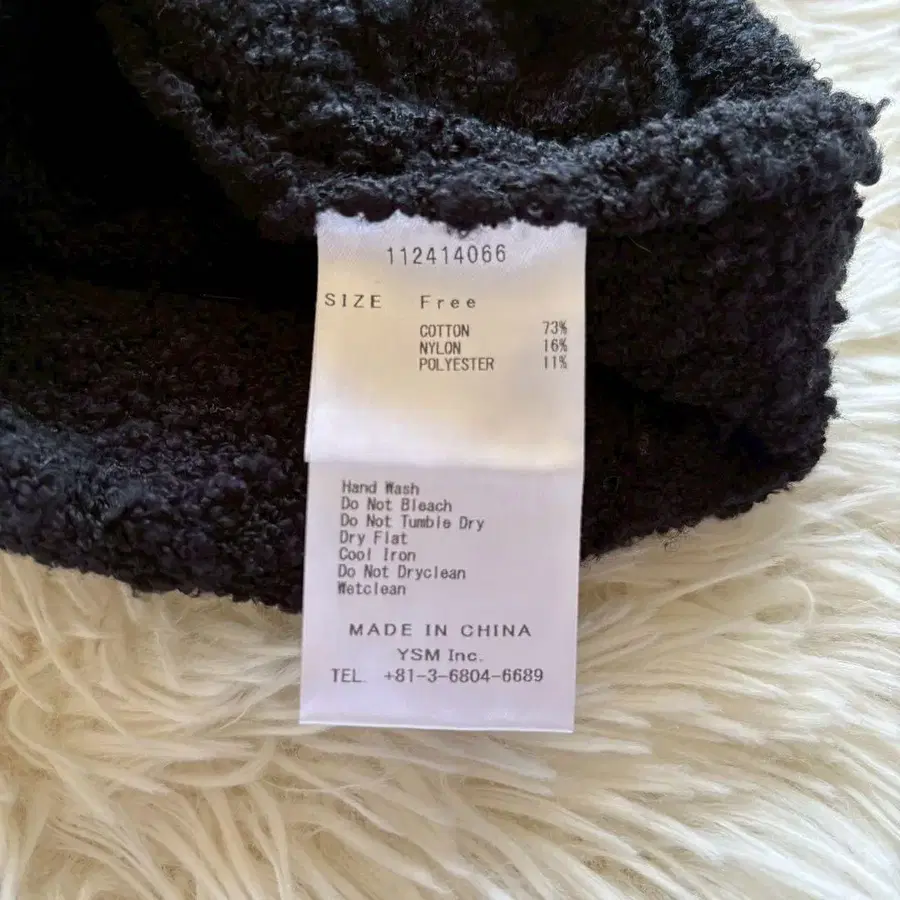 112414066
SIZE Free
COTTON 73%
NYLON 16%
POLYESTER 11%
Hand Wash
Do Not Bleach
Do Not Tumble Dry
Dry Flat
Cool Iron
Do Not Dryclean
Wetclean
MADE IN CHINA
YSM Inc.
TEL. +81-3-6804-6689